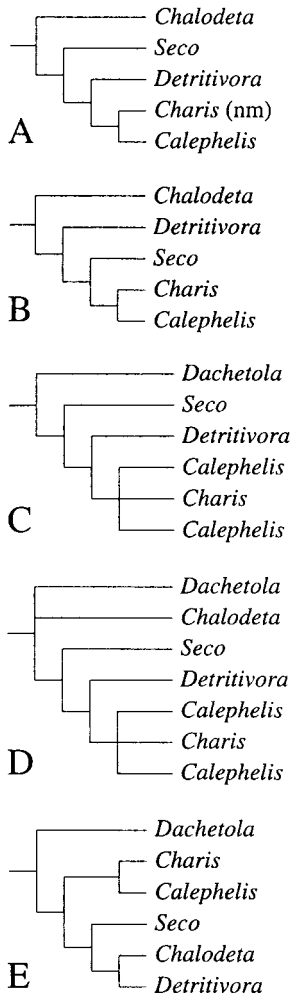 Chalodeta
Seco
Detritivora
Charis (nm)
Calephelis
A
Chalodeta
Detritivora
Seco
Charis
Calephelis
B
Dachetola
Seco
Detritivora
Calephelis
Charis
Calephelis
C
Dachetola
Chalodeta
Seco
Detritivora
Calephelis
Charis
Calephelis
D
Dachetola
Charis
Calephelis
Seco
Chalodeta
Detritivora
E